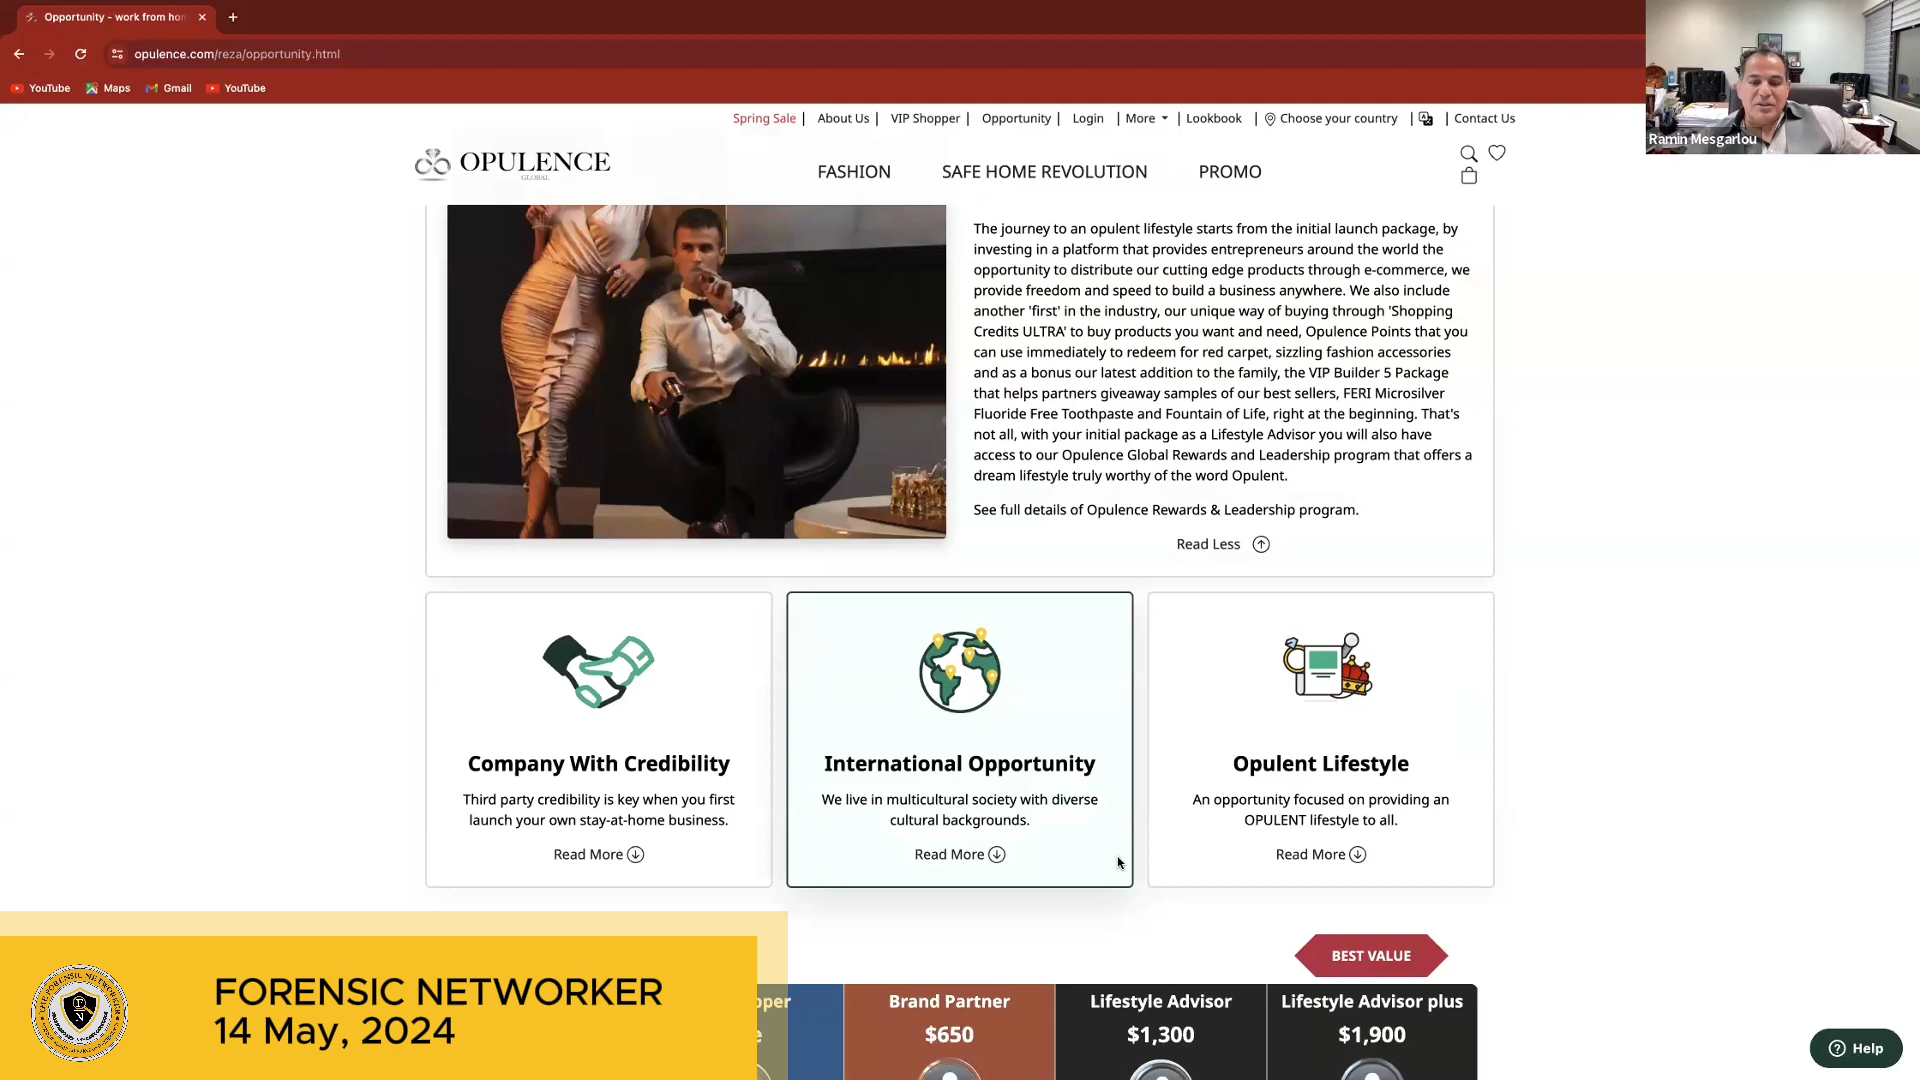 Opportunity - work from hom
opulence.com/reza/opportunity.html
YouTube
Maps
Gmail
YouTube
Ramin Mesgarlou
Spring Sale | About Us | VIP Shopper | Opportunity | Login | More | Lookbook | Choose your country | | Contact Us
OPULENCE
GLOBAL
FASHION
SAFE HOME REVOLUTION
PROMO
The journey to an opulent lifestyle starts from the initial launch package, by
investing in a platform that provides entrepreneurs around the world the
opportunity to distribute our cutting edge products through e-commerce, we
provide freedom and speed to build a business anywhere. We also include
another 'first' in the industry, our unique way of buying through 'Shopping
Credits ULTRA' to buy products you want and need, Opulence Points that you
can use immediately to redeem for red carpet, sizzling fashion accessories
and as a bonus our latest addition to the family, the VIP Builder 5 Package
that helps partners giveaway samples of our best sellers, FERI Microsilver
Fluoride Free Toothpaste and Fountain of Life, right at the beginning. That's
not all, with your initial package as a Lifestyle Advisor you will also have
access to our Opulence Global Rewards and Leadership program that offers a
dream lifestyle truly worthy of the word Opulent.
See full details of Opulence Rewards & Leadership program.
Read Less
Company With Credibility
Third party credibility is key when you first
launch your own stay-at-home business.
Read More
International Opportunity
We live in multicultural society with diverse
cultural backgrounds.
Read More
Opulent Lifestyle
An opportunity focused on providing an
OPULENT lifestyle to all.
Read More
BEST VALUE
Brand Partner
$650
Lifestyle Advisor
$1,300
Lifestyle Advisor plus
$1,900
FORENSIC NETWORKER
14 May, 2024
Help